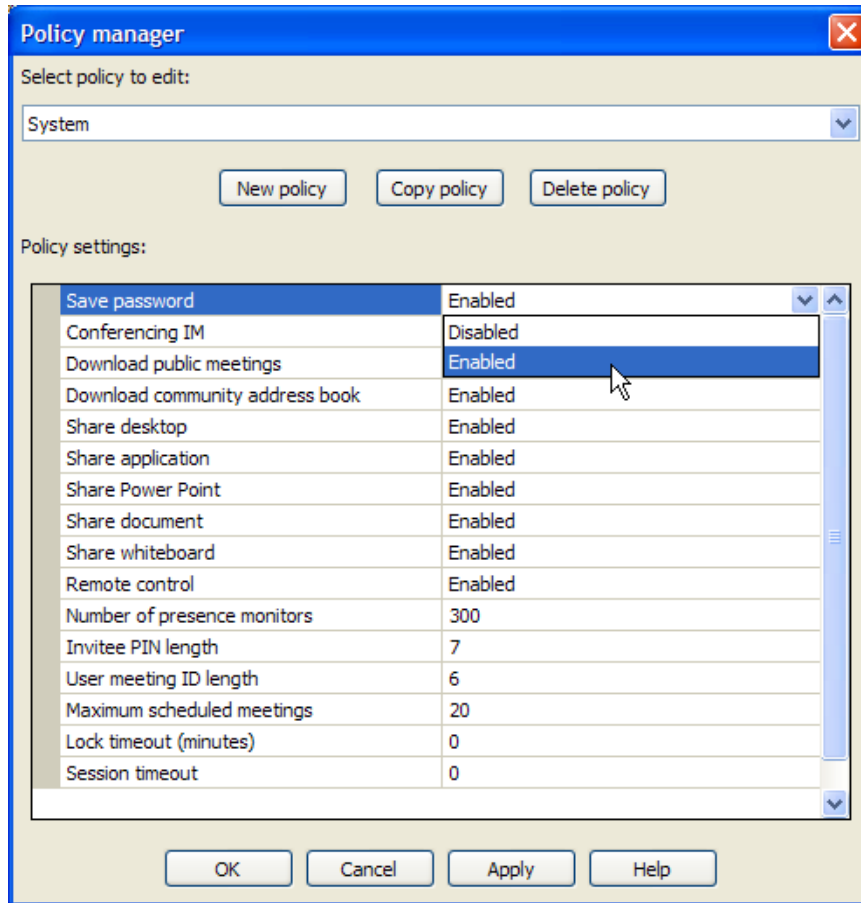 Policy manager
Select policy to edit:
System
New policy Copy policy Delete policy
Policy settings:
Save password Enabled
Conferencing IM Disabled
Download public meetings Enabled
Download community address book Enabled
Share desktop Enabled
Share application Enabled
Share Power Point Enabled
Share document Enabled
Share whiteboard Enabled
Remote control Enabled
Number of presence monitors 300
Invitee PIN length 7
User meeting ID length 6
Maximum scheduled meetings 20
Lock timeout (minutes) 0
Session timeout 0
OK Cancel Apply Help